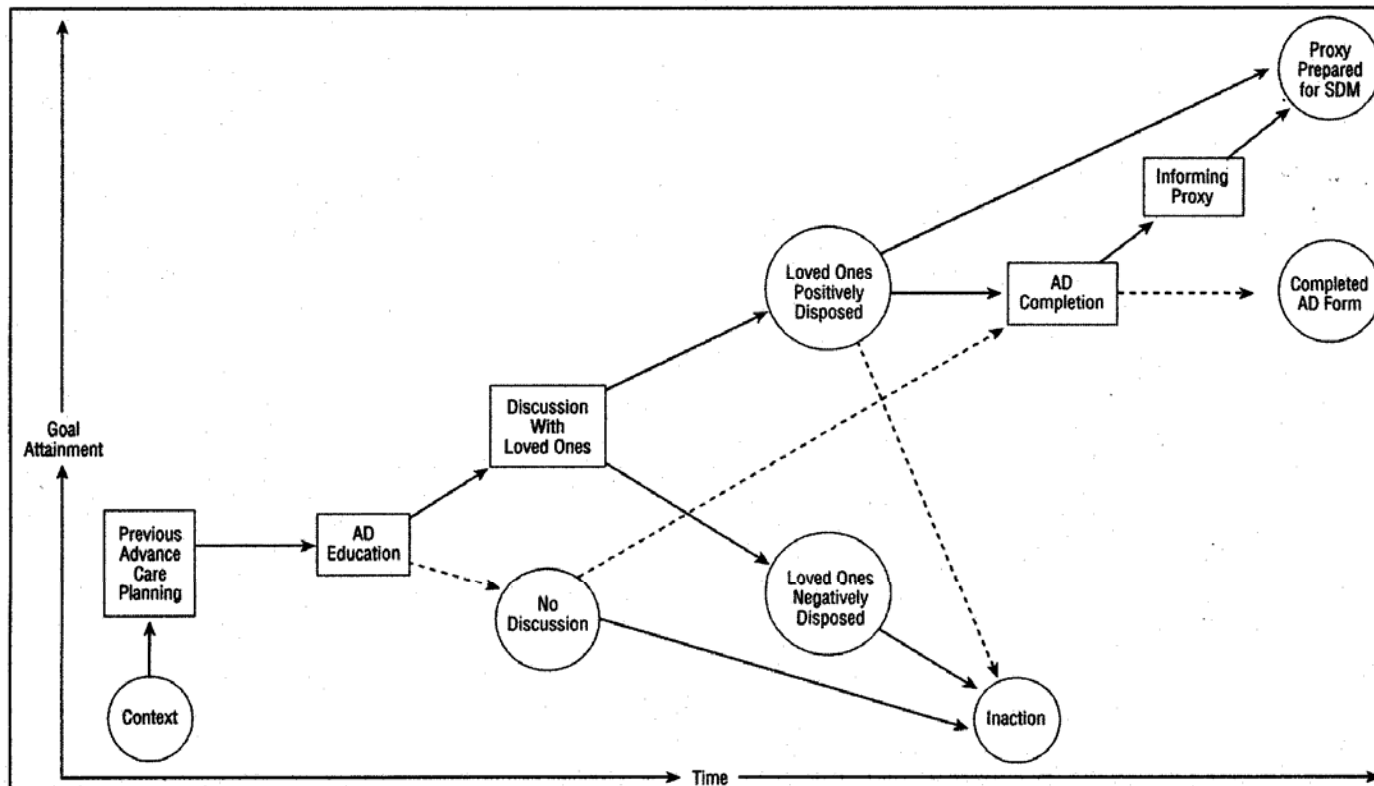 Proxy
Prepared
for SDM
Informing
Proxy
Loved Ones
Positively
Disposed
AD
Completion
Completed
AD Form
Discussion
With
Loved Ones
Goal
Attainment
Previous
Advance
Care
Planning
AD
Education
No
Discussion
Loved Ones
Negatively
Disposed
Context
Inaction
Time